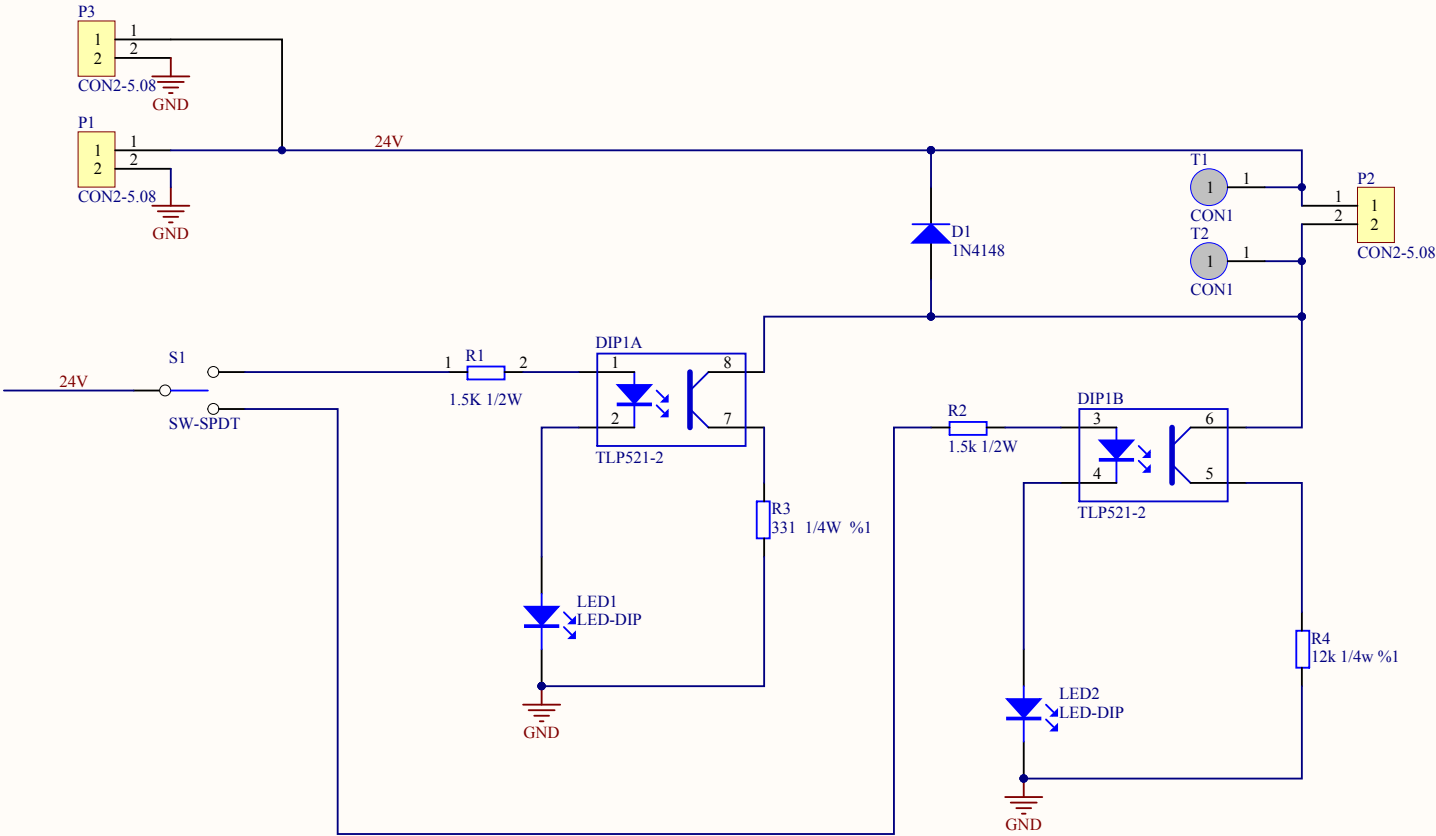 P3
1
2
1
2
CON2-5.08
GND
P1
1
2
1
2
CON2-5.08
GND
24V
T1
1
1
CON1
T2
1
1
CON1
P2
1
2
1
2
CON2-5.08
D1
1N4148
S1
24V
SW-SPDT
1
R1
2
1.5K 1/2W
DIP1A
1
8
2
7
TLP521-2
R3
331 1/4W %1
LED1
LED-DIP
GND
R2
1.5k 1/2W
DIP1B
3
6
4
5
TLP521-2
R4
12k 1/4w %1
LED2
LED-DIP
GND